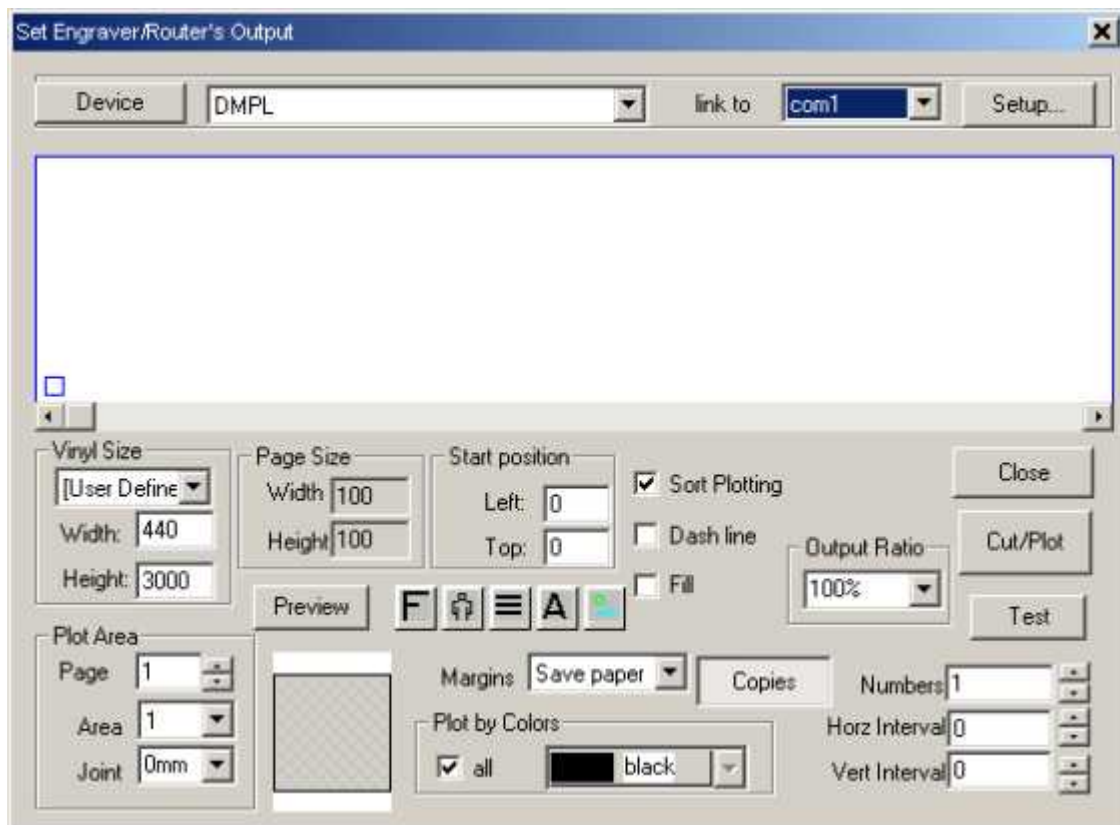 Set Engraver/Router's Output
Device DMPL link to com1 Setup...
Vinyl Size
[User Define
Width: 440
Height: 3000
Page Size
Width 100
Height 100
Start position
Left: 0
Top: 0
Sort Plotting
Dash line
Fill
Output Ratio
100%
Close
Cut/Plot
Test
Preview F A
Plot Area
Page 1
Area 1
Joint 0mm
Margins Save paper Copies
Plot by Colors
all black
Numbers 1
Horz Interval 0
Vert Interval 0